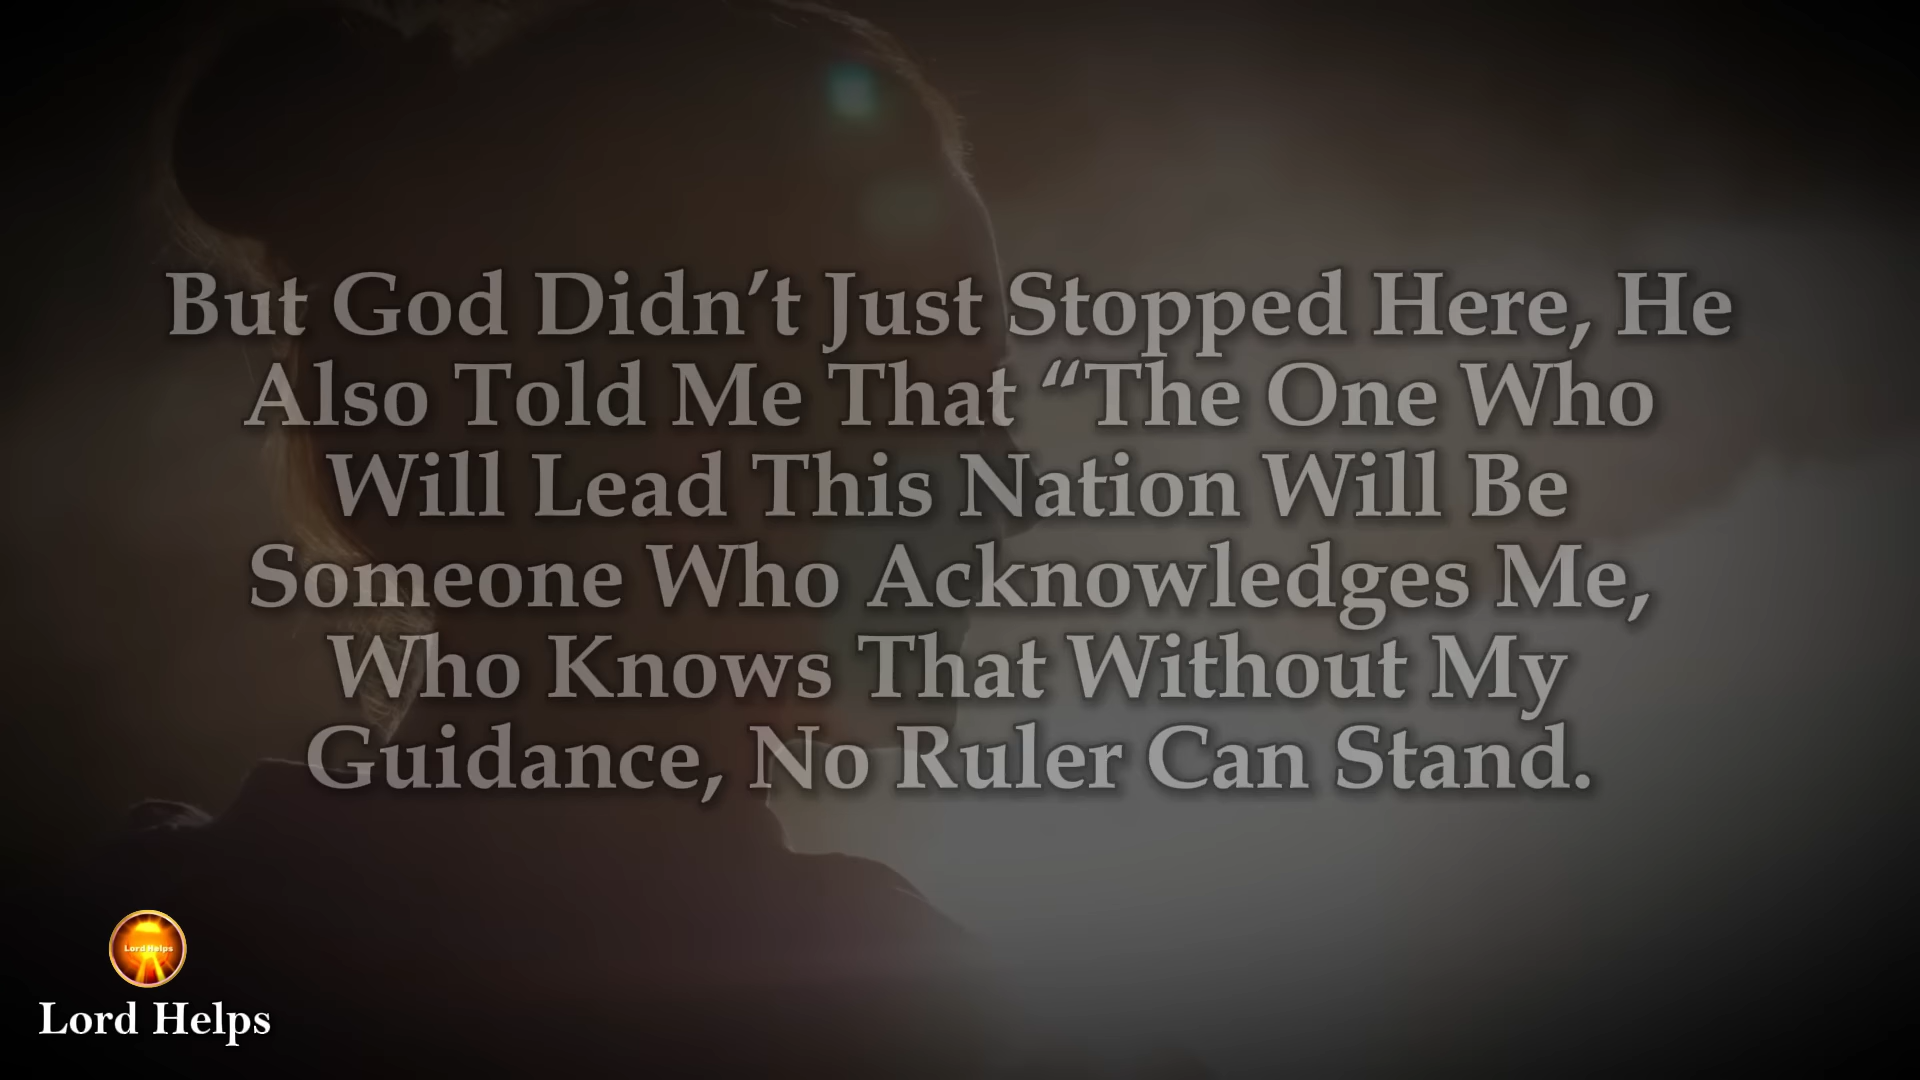 But God Didn’t Just Stopped Here, He
Also Told Me That “The One Who
Will Lead This Nation Will Be
Someone Who Acknowledges Me,
Who Knows That Without My
Guidance, No Ruler Can Stand.
Lord Helps
Lord Helps